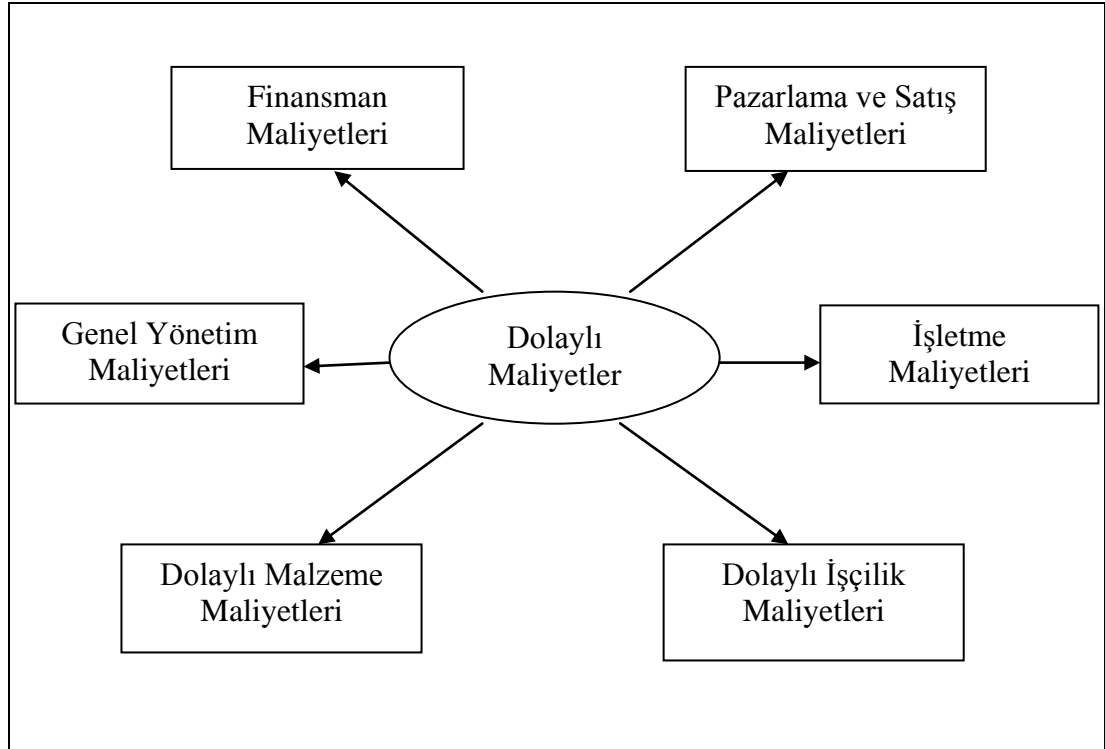 Finansman
Maliyetleri
Pazarlama ve Satış
Maliyetleri
Genel Yönetim
Maliyetleri
Dolaylı
Maliyetler
İşletme
Maliyetleri
Dolaylı Malzeme
Maliyetleri
Dolaylı İşçilik
Maliyetleri